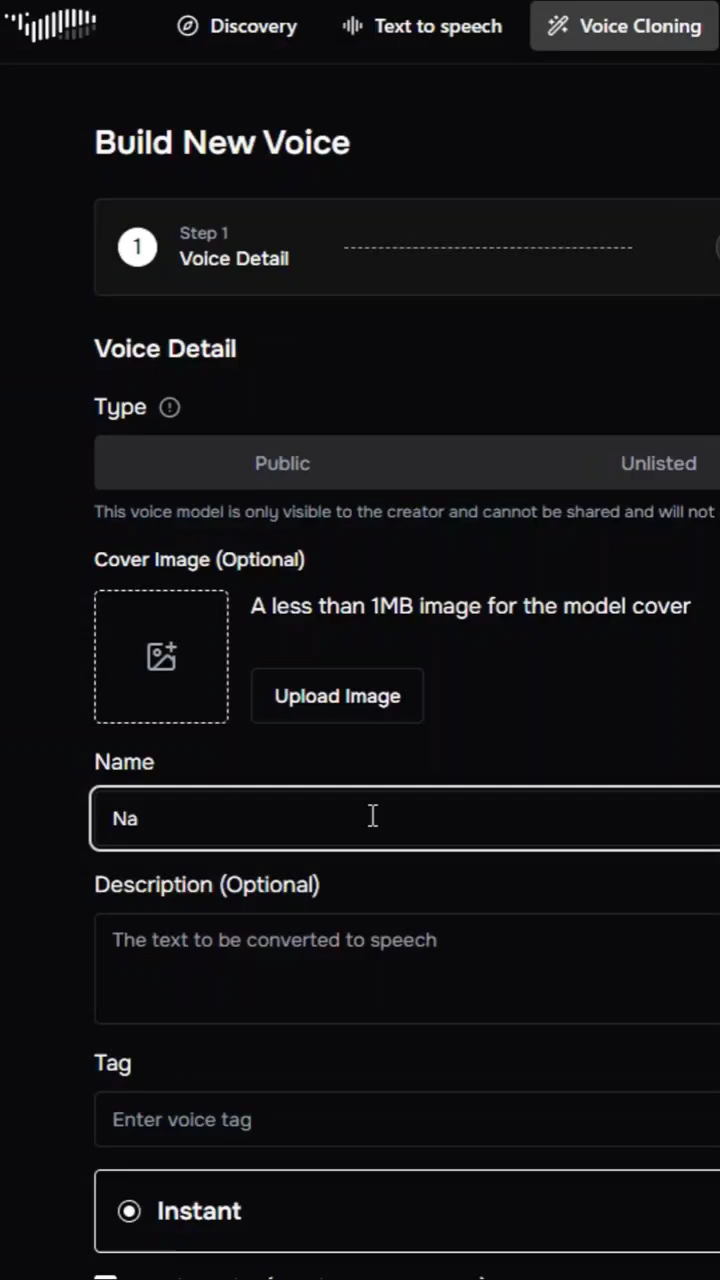 Discovery
Text to speech
Voice Cloning
Build New Voice
1
Step 1
Voice Detail
Voice Detail
Type
Public
Unlisted
This voice model is only visible to the creator and cannot be shared and will not
Cover Image (Optional)
A less than 1MB image for the model cover
Upload Image
Name
Na
Description (Optional)
The text to be converted to speech
Tag
Enter voice tag
Instant